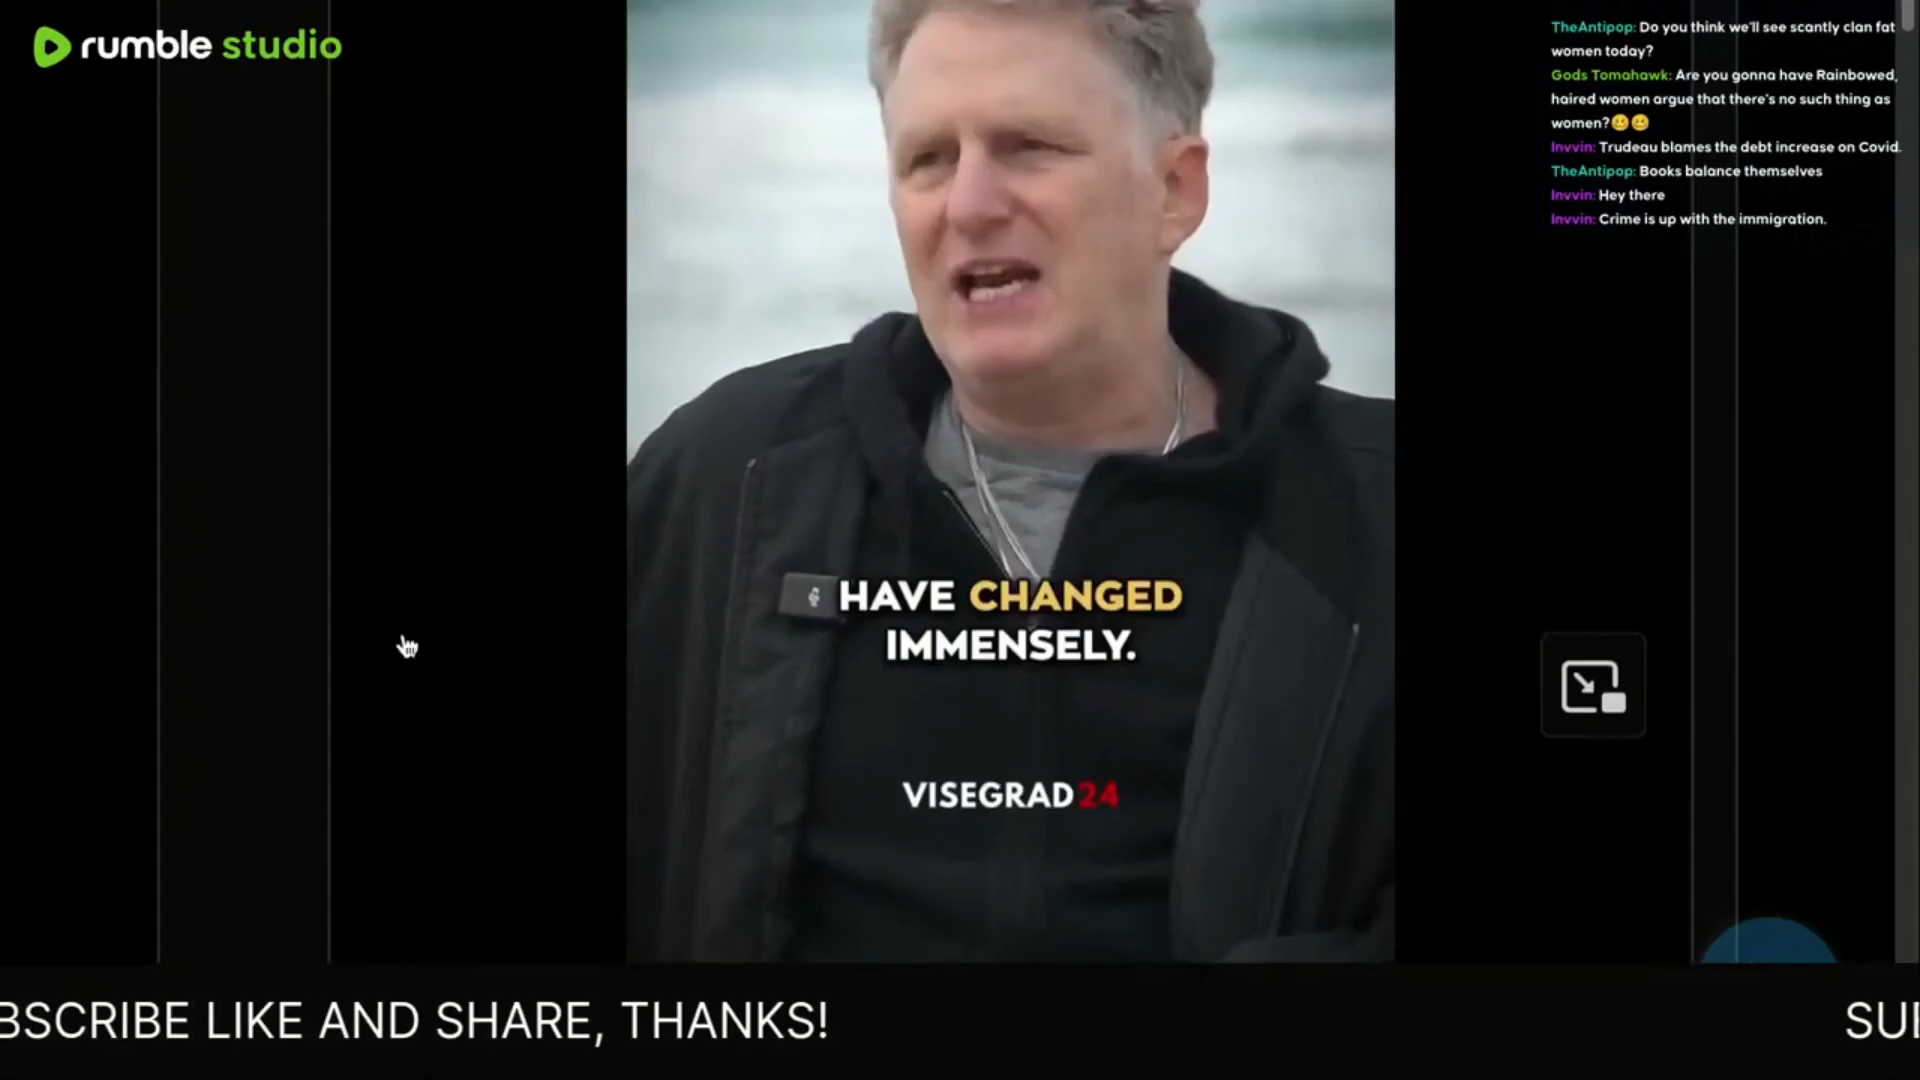 rumble studio
TheAntipop: Do you think we'll see scantly clan fat
women today?
Gods Tomahawk: Are you gonna have Rainbowed,
haired women argue that there's no such thing as
women?🥴🥴
Invvin: Trudeau blames the debt increase on Covid.
TheAntipop: Books balance themselves
Invvin: Hey there
Invvin: Crime is up with the immigration.
HAVE CHANGED
IMMENSELY.
VISEGRAD24
BSCRIBE LIKE AND SHARE, THANKS!
SUB